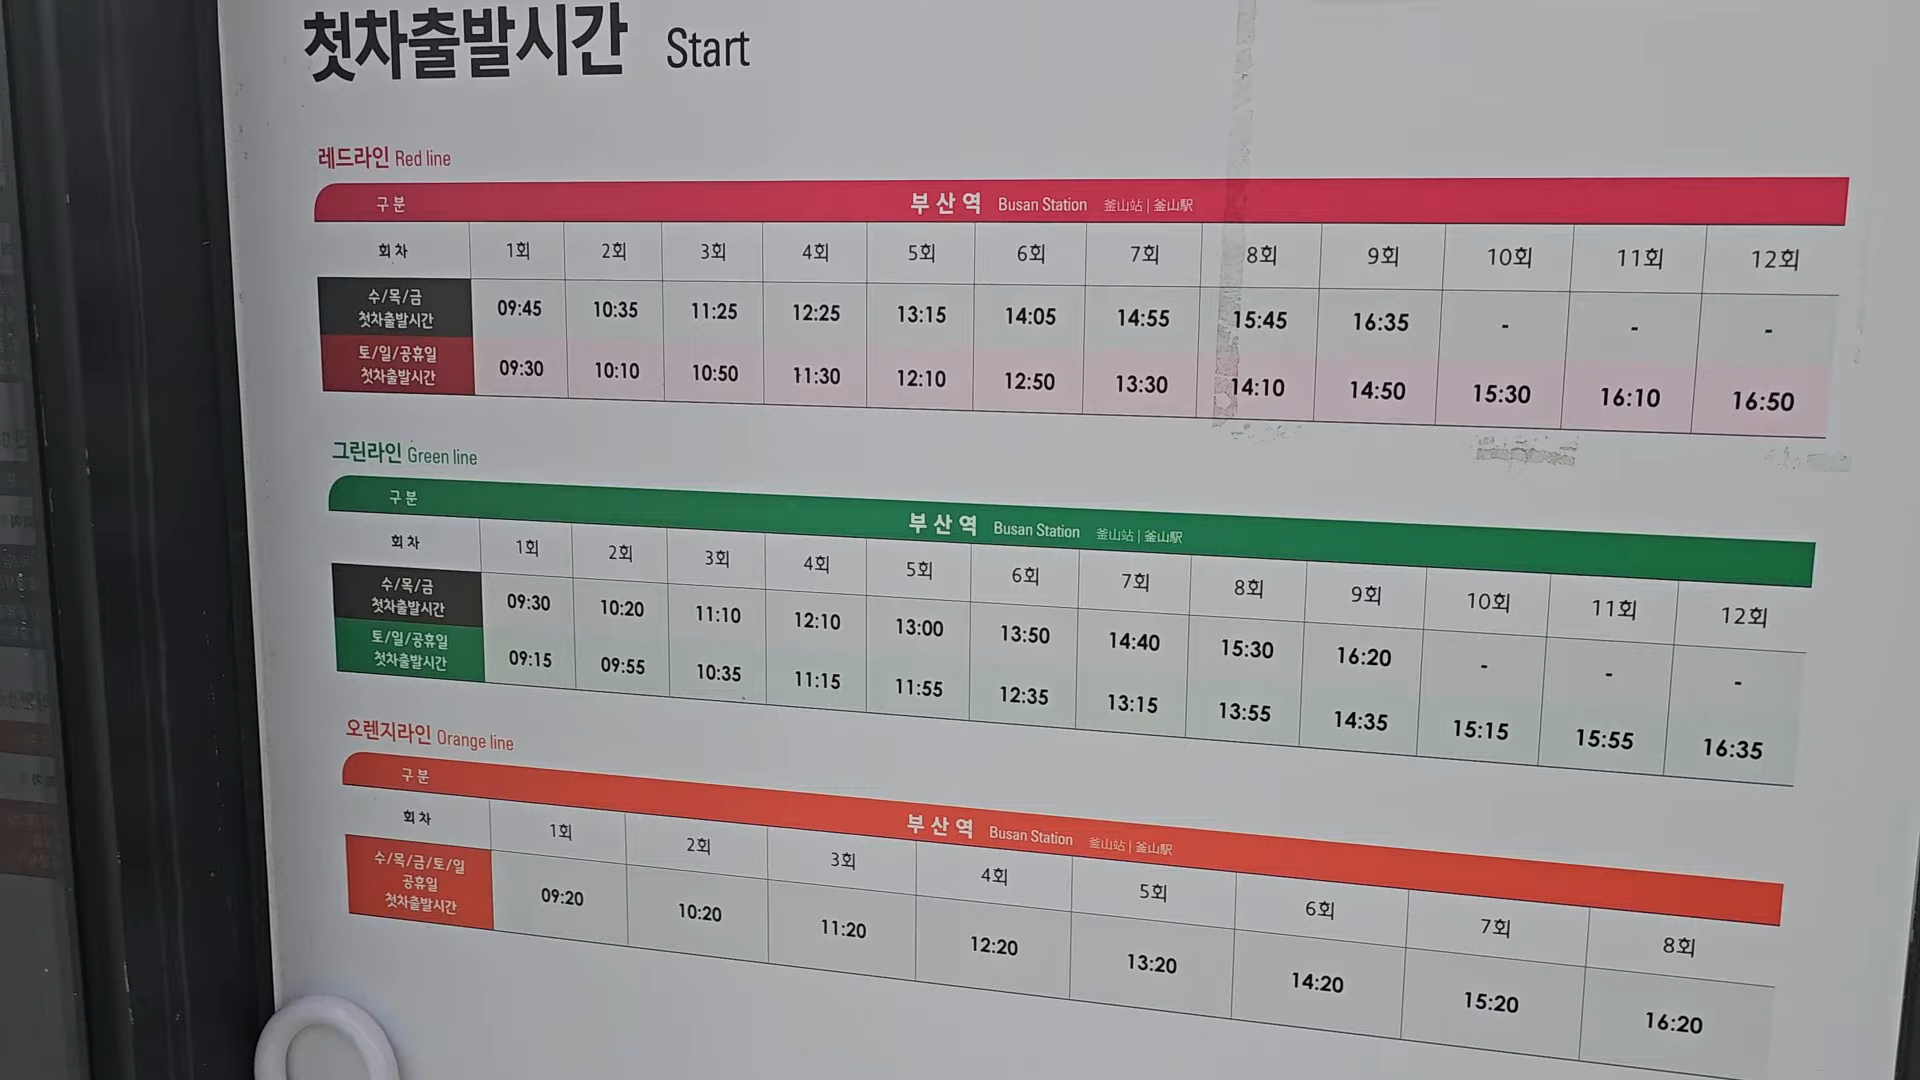 첫차출발시간 Start
레드라인 Red line
구분 부산역 Busan Station 釜山站 | 釜山駅
회차 1회 2회 3회 4회 5회 6회 7회 8회 9회 10회 11회 12회
수/목/금
첫차출발시간 09:45 10:35 11:25 12:25 13:15 14:05 14:55 15:45 16:35 - - -
토/일/공휴일
첫차출발시간 09:30 10:10 10:50 11:30 12:10 12:50 13:30 14:10 14:50 15:30 16:10 16:50
그린라인 Green line
구분 부산역 Busan Station 釜山站 | 釜山駅
회차 1회 2회 3회 4회 5회 6회 7회 8회 9회 10회 11회 12회
수/목/금
첫차출발시간 09:30 10:20 11:10 12:10 13:00 13:50 14:40 15:30 16:20 - - -
토/일/공휴일
첫차출발시간 09:15 09:55 10:35 11:15 11:55 12:35 13:15 13:55 14:35 15:15 15:55 16:35
오렌지라인 Orange line
구분 부산역 Busan Station 釜山站 | 釜山駅
회차 1회 2회 3회 4회 5회 6회 7회 8회
수/목/금/토/일
공휴일
첫차출발시간 09:20 10:20 11:20 12:20 13:20 14:20 15:20 16:20